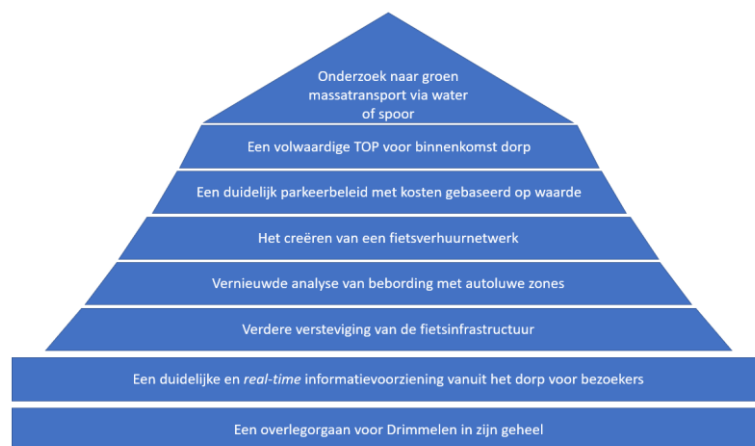 Onderzoek naar groen
massatransport via water
of spoor
Een volwaardige TOP voor binnenkomst dorp
Een duidelijk parkeerbeleid met kosten gebaseerd op waarde
Het creëren van een fietsverhuurnetwerk
Vernieuwde analyse van bebording met autoluwe zones
Verdere versteviging van de fietsinfrastructuur
Een duidelijke en real-time informatievoorziening vanuit het dorp voor bezoekers
Een overlegorgaan voor Drimmelen in zijn geheel